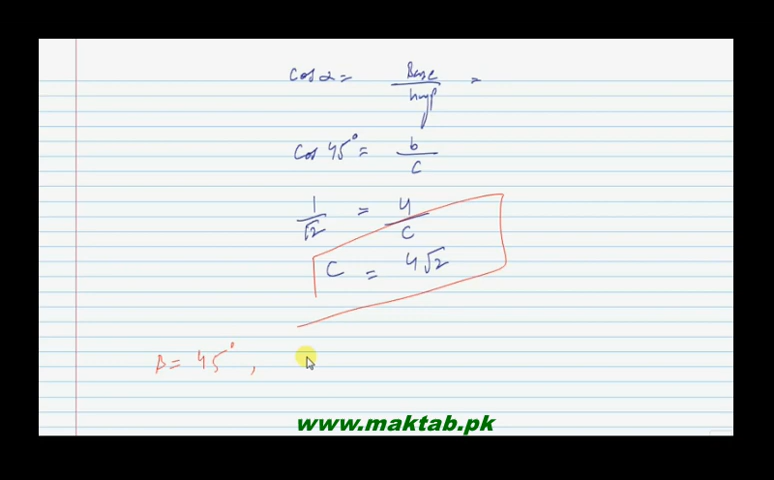 Cos α = Base / hyp =
Cos 45° = b / c
1 / √2 = 4 / c
c = 4√2
β = 45° ,
www.maktab.pk